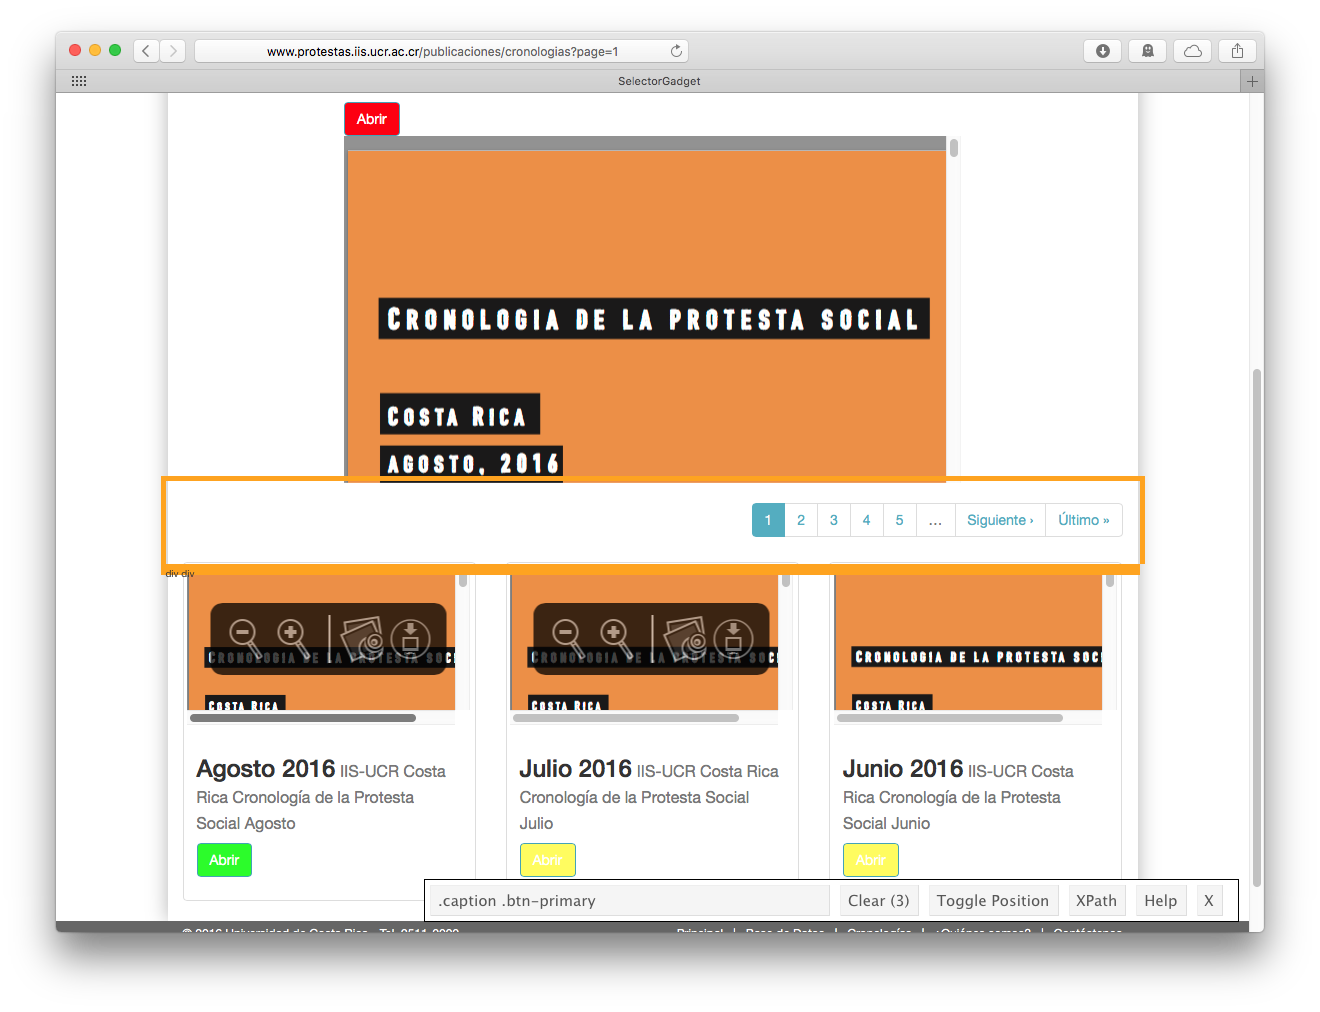 www.protestas.iis.ucr.ac.cr/publicaciones/cronologias?page=1
SelectorGadget
Abrir
CRONOLOGIA DE LA PROTESTA SOCIAL
COSTA RICA
AGOSTO, 2016
1 2 3 4 5 … Siguiente › Último »
div div
CRONOLOGIA DE LA PROTESTA SOC
CRONOLOGIA DE LA PROTESTA SOC
CRONOLOGIA DE LA PROTESTA SOC
COSTA RICA
COSTA RICA
COSTA RICA
Agosto 2016 IIS-UCR Costa
Rica Cronología de la Protesta
Social Agosto
Abrir
Julio 2016 IIS-UCR Costa Rica
Cronología de la Protesta Social
Julio
Abrir
Junio 2016 IIS-UCR Costa
Rica Cronología de la Protesta
Social Junio
Abrir
.caption .btn-primary Clear (3) Toggle Position XPath Help X
© 2016 Universidad de Costa Rica - Tel. 2511-
Principal | Base de Datos | Cronologías | ¿Quiénes somos? | Contáctenos